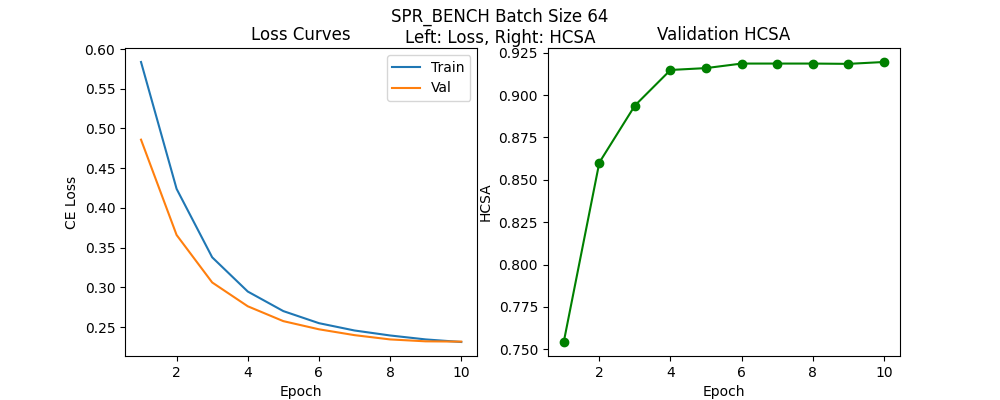 SPR_BENCH Batch Size 64
Left: Loss, Right: HCSA
Loss Curves
Train
Val
0.60
0.55
0.50
0.45
0.40
0.35
0.30
0.25
CE Loss
2
4
6
8
10
Epoch
Validation HCSA
0.925
0.900
0.875
0.850
0.825
0.800
0.775
0.750
HCSA
2
4
6
8
10
Epoch